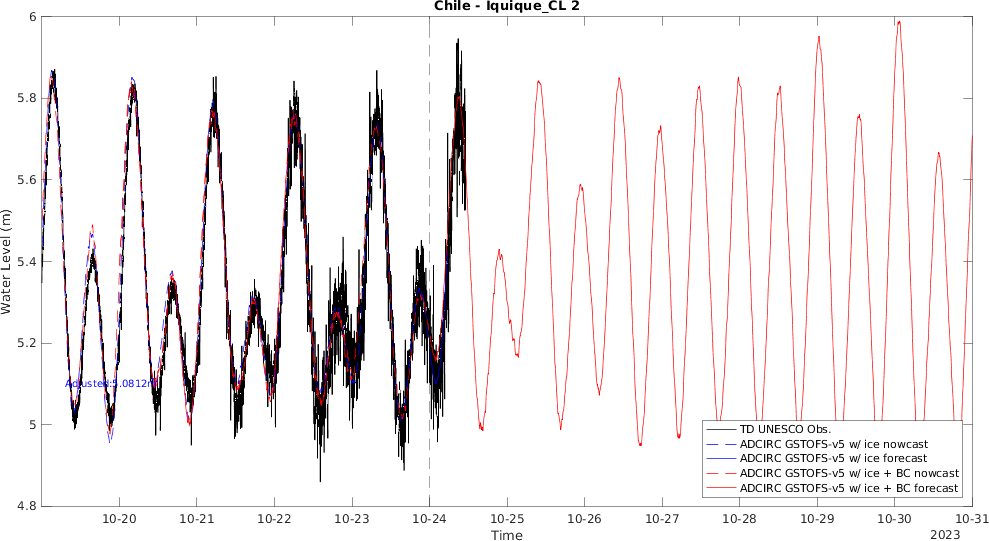 Chile - Iquique_CL 2
Water Level (m)
6
5.8
5.6
5.4
5.2
5
4.8
Adjusted:5.0812m
TD UNESCO Obs.
ADCIRC GSTOFS-v5 w/ ice nowcast
ADCIRC GSTOFS-v5 w/ ice forecast
ADCIRC GSTOFS-v5 w/ ice + BC nowcast
ADCIRC GSTOFS-v5 w/ ice + BC forecast
10-20 10-21 10-22 10-23 10-24 10-25 10-26 10-27 10-28 10-29 10-30 10-31
Time
2023